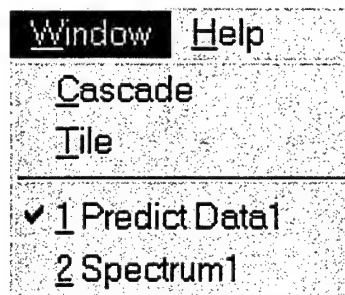 Window Help
Cascade
Tile
✔ 1 Predict Data1
2 Spectrum1